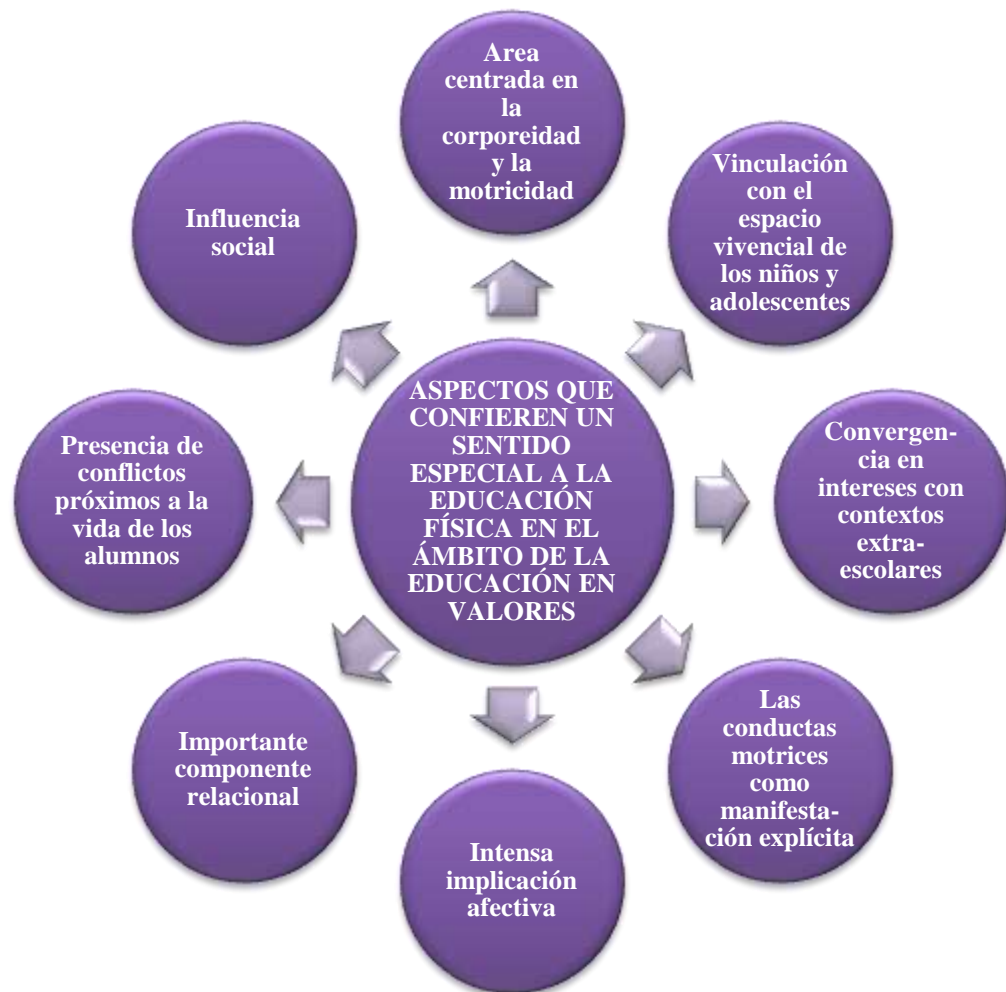 Area
centrada en
la
corporeidad
y la
motricidad
Vinculación
con el
espacio
vivencial de
los niños y
adolescentes
Convergen-
cia en
intereses con
contextos
extra-
escolares
Las
conductas
motrices
como
manifesta-
ción explícita
Intensa
implicación
afectiva
Importante
componente
relacional
Presencia de
conflictos
próximos a la
vida de los
alumnos
Influencia
social
ASPECTOS QUE
CONFIEREN UN
SENTIDO
ESPECIAL A LA
EDUCACIÓN
FÍSICA EN EL
ÁMBITO DE LA
EDUCACIÓN EN
VALORES